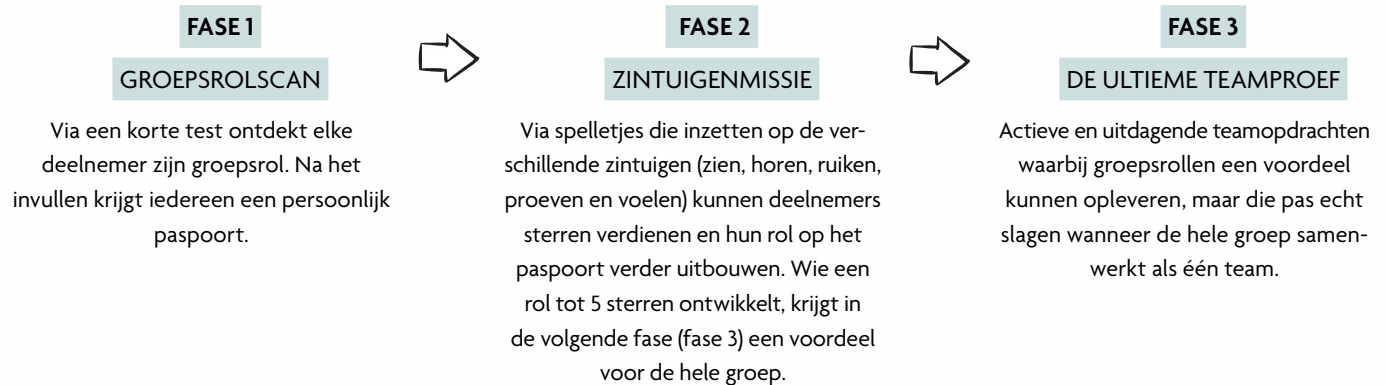 FASE 1
GROEPSROLSCAN
Via een korte test ontdekt elke
deelnemer zijn groepsrol. Na het
invullen krijgt iedereen een persoonlijk
paspoort.
FASE 2
ZINTUIGENMISSIE
Via spelletjes die inzetten op de ver-
schillende zintuigen (zien, horen, ruiken,
proeven en voelen) kunnen deelnemers
sterren verdienen en hun rol op het
paspoort verder uitbouwen. Wie een
rol tot 5 sterren ontwikkelt, krijgt in
de volgende fase (fase 3) een voordeel
voor de hele groep.
FASE 3
DE ULTIEME TEAMPROEF
Actieve en uitdagende teamopdrachten
waarbij groepsrollen een voordeel
kunnen opleveren, maar die pas echt
slagen wanneer de hele groep samen-
werkt als één team.